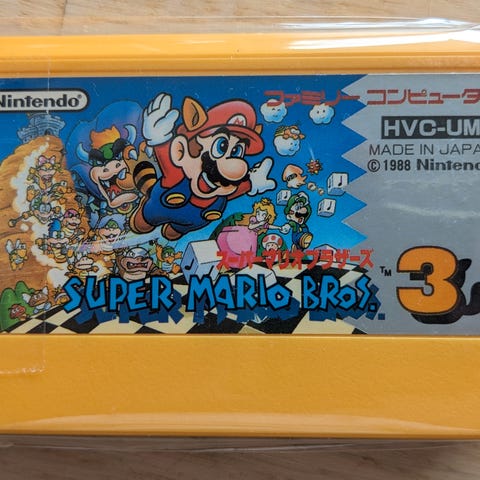 Nintendo
ファミリーコンピュータ
HVC-UM
MADE IN JAPA
© 1988 Nintendo
スーパーマリオブラザーズ
SUPER MARIO BROS.™ 3